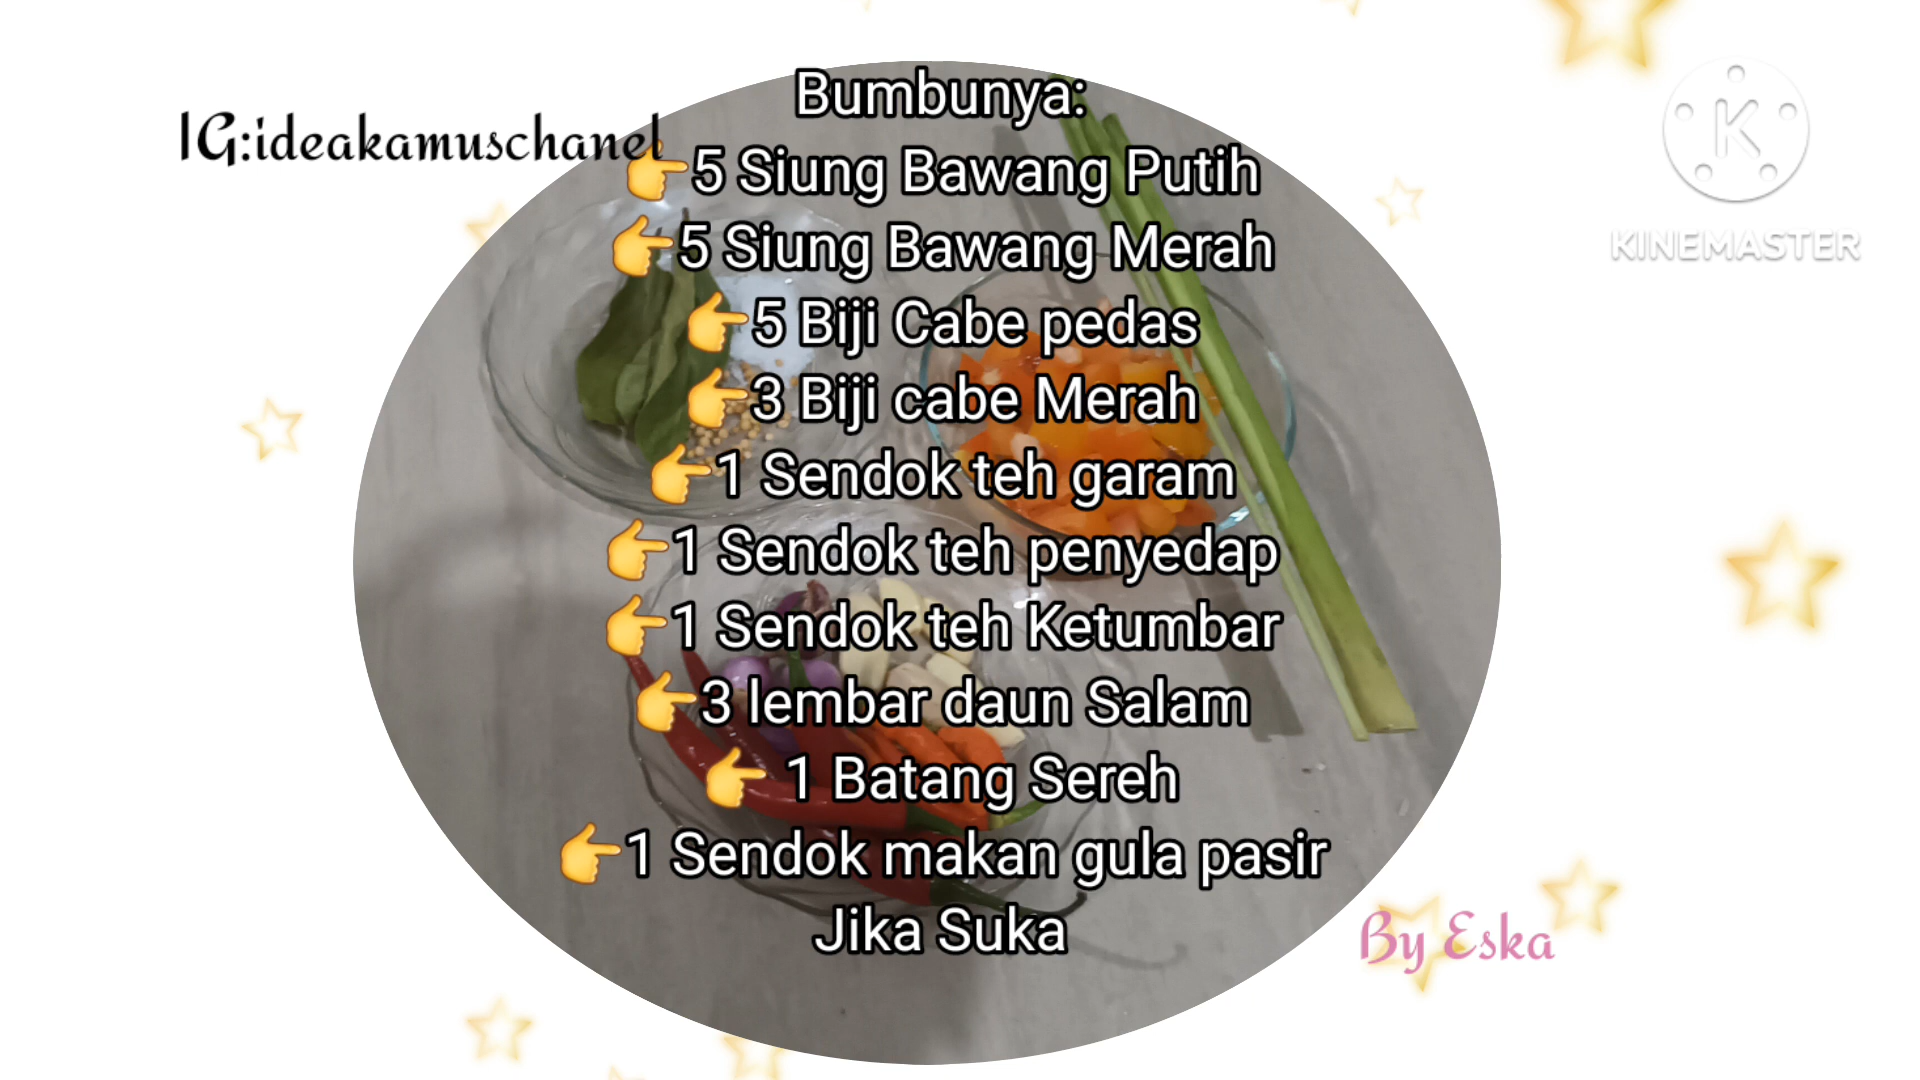 IG:ideakamuschanel
Bumbunya:
👉5 Siung Bawang Putih
👉5 Siung Bawang Merah
👉5 Biji Cabe pedas
👉3 Biji cabe Merah
👉1 Sendok teh garam
👉1 Sendok teh penyedap
👉1 Sendok teh Ketumbar
👉3 lembar daun Salam
👉 1 Batang Sereh
👉1 Sendok makan gula pasir
Jika Suka
K
KINEMASTER
By Eska